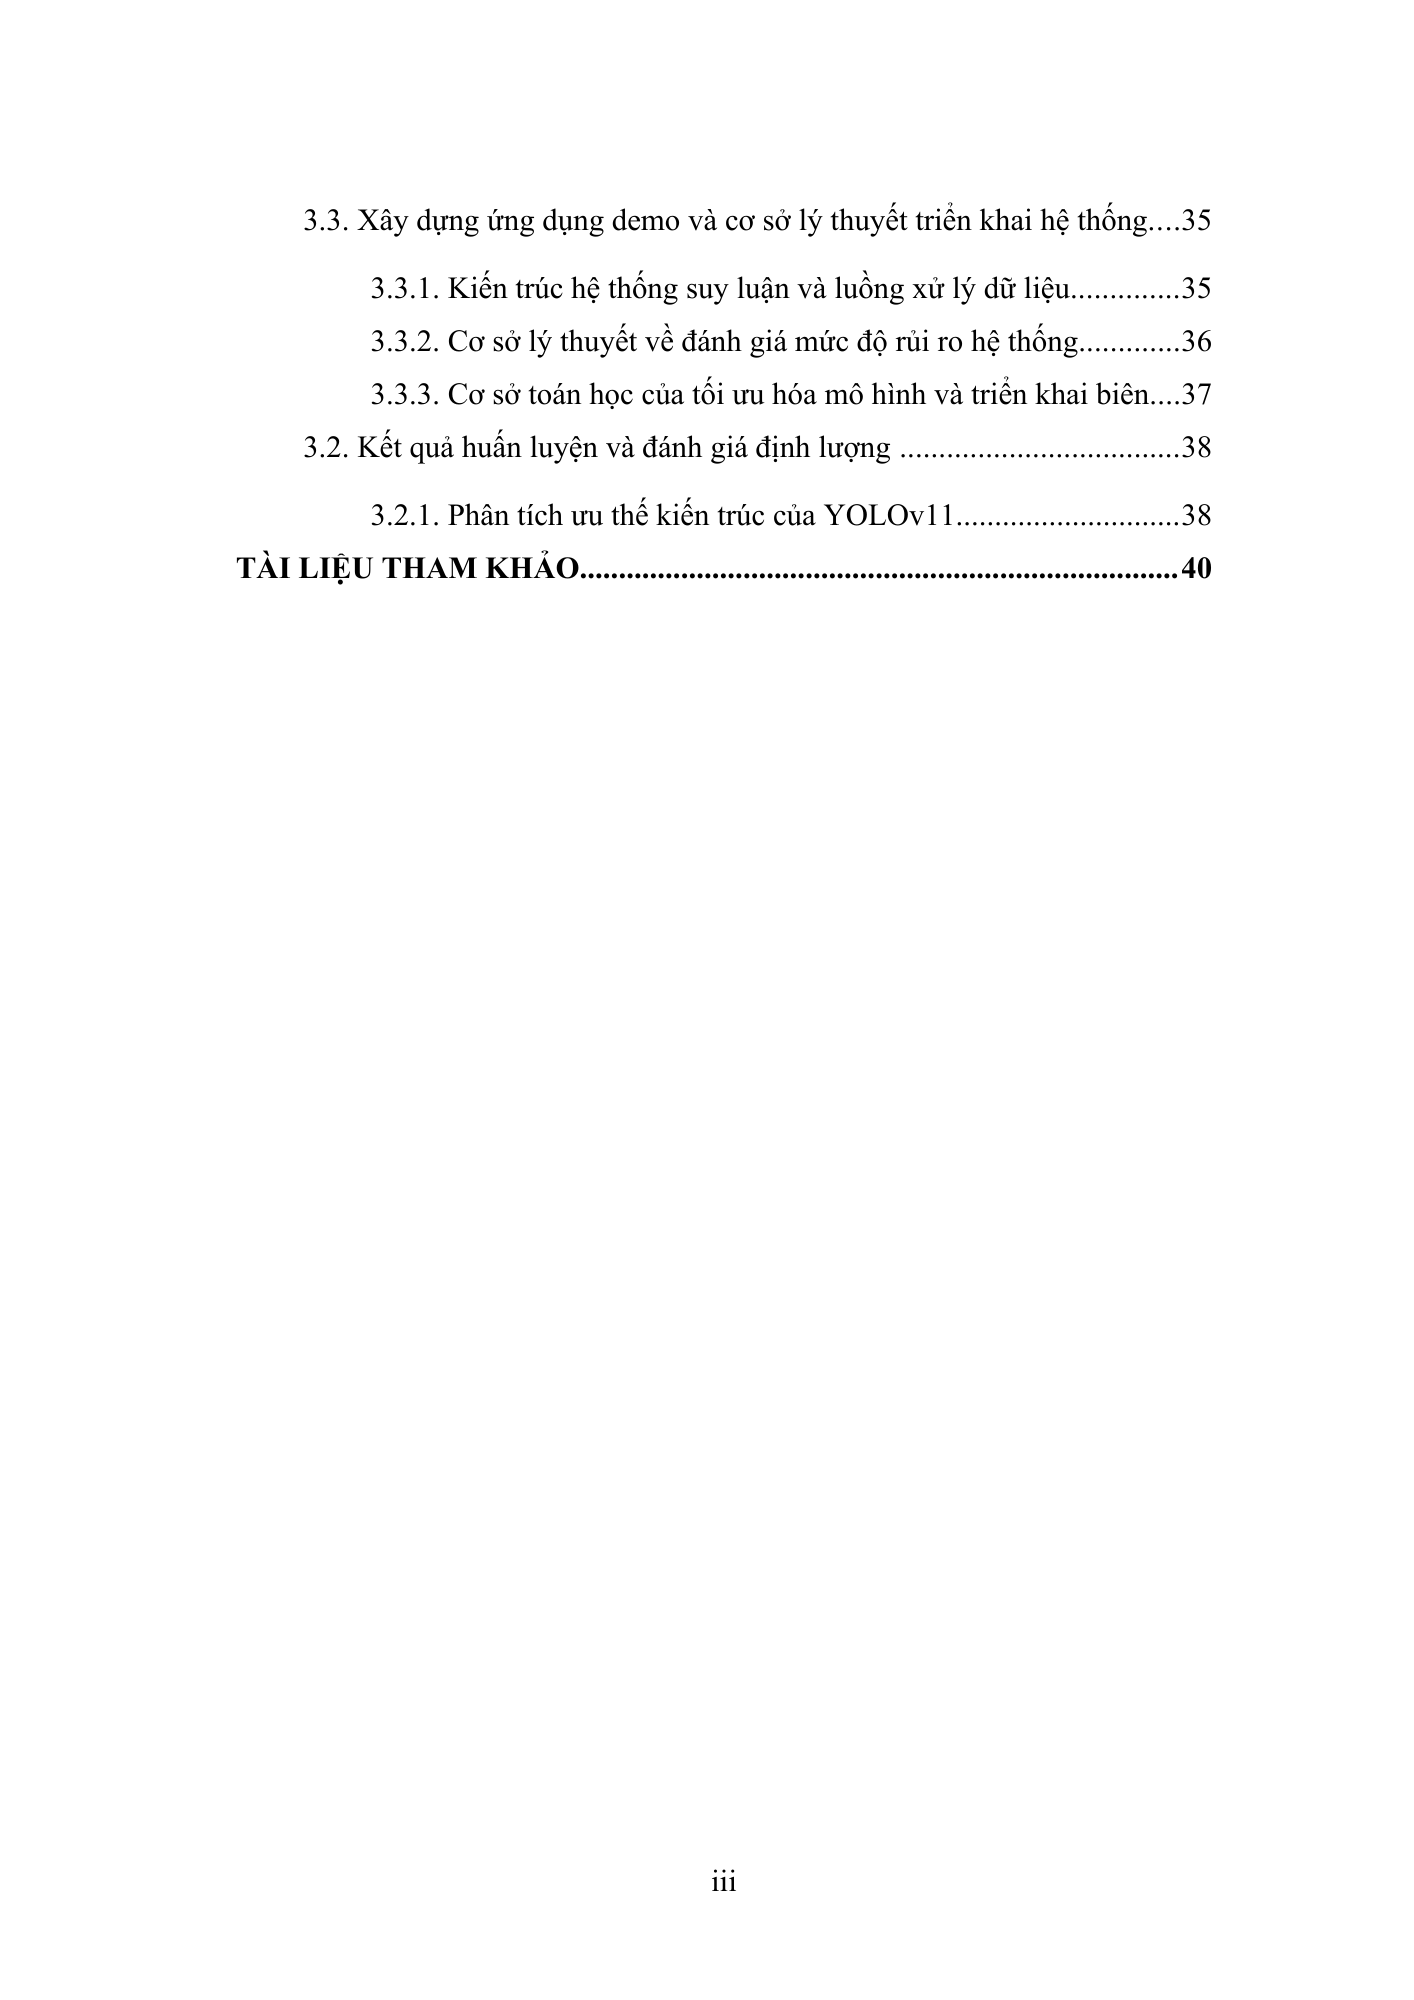 3.3. Xây dựng ứng dụng demo và cơ sở lý thuyết triển khai hệ thống....35
3.3.1. Kiến trúc hệ thống suy luận và luồng xử lý dữ liệu..............35
3.3.2. Cơ sở lý thuyết về đánh giá mức độ rủi ro hệ thống.............36
3.3.3. Cơ sở toán học của tối ưu hóa mô hình và triển khai biên....37
3.2. Kết quả huấn luyện và đánh giá định lượng ....................................38
3.2.1. Phân tích ưu thế kiến trúc của YOLOv11.............................38
TÀI LIỆU THAM KHẢO.............................................................................40
iii